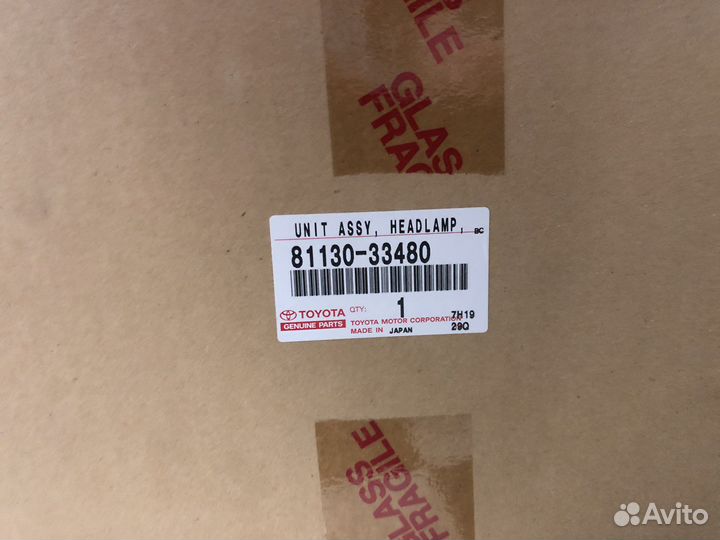 FRAGILE
GLASS
FRAGILE
UNIT ASSY, HEADLAMP, BC
81130-33480
TOYOTA
GENUINE PARTS
QTY: 1
TOYOTA MOTOR CORPORATION
MADE IN JAPAN
7H19
29Q
GLASS
FRAGILE
Avito